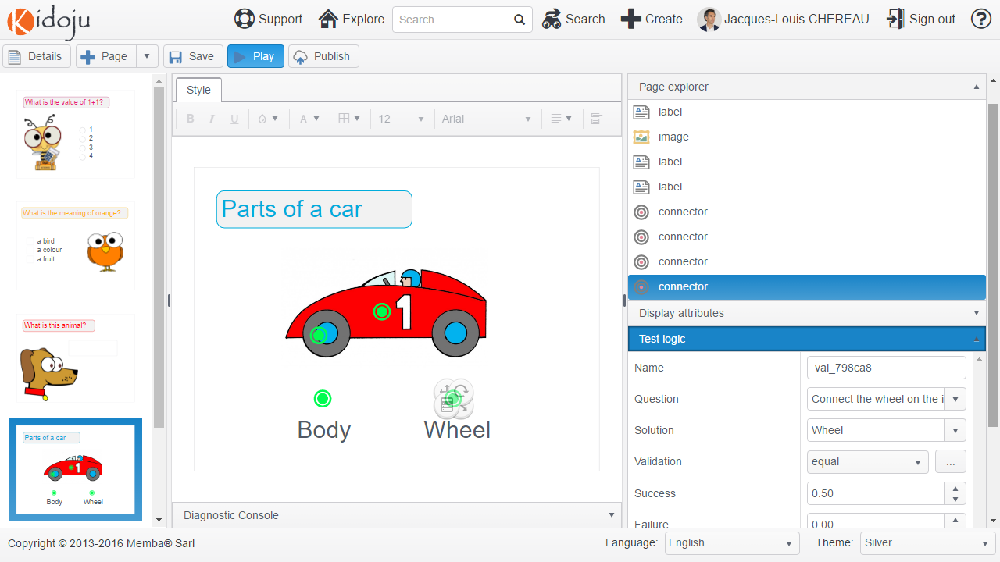 Kidoju
Support
Explore
Search...
Search
Create
Jacques-Louis CHEREAU
Sign out
?
Details
Page
Save
Play
Publish
What is the value of 1+1?
1
2
3
4
What is the meaning of orange?
a bird
a colour
a fruit
What is this animal?
Parts of a car
1
Body
Wheel
Style
B
I
U
A
12
Arial
Parts of a car
1
Body
Wheel
Diagnostic Console
Page explorer
label
image
label
label
connector
connector
connector
connector
Display attributes
Test logic
Name
val_798ca8
Question
Connect the wheel on the i
Solution
Wheel
Validation
equal
...
Success
0.50
Failure
0.00
Copyright © 2013-2016 Memba® Sarl
Language:
English
Theme:
Silver